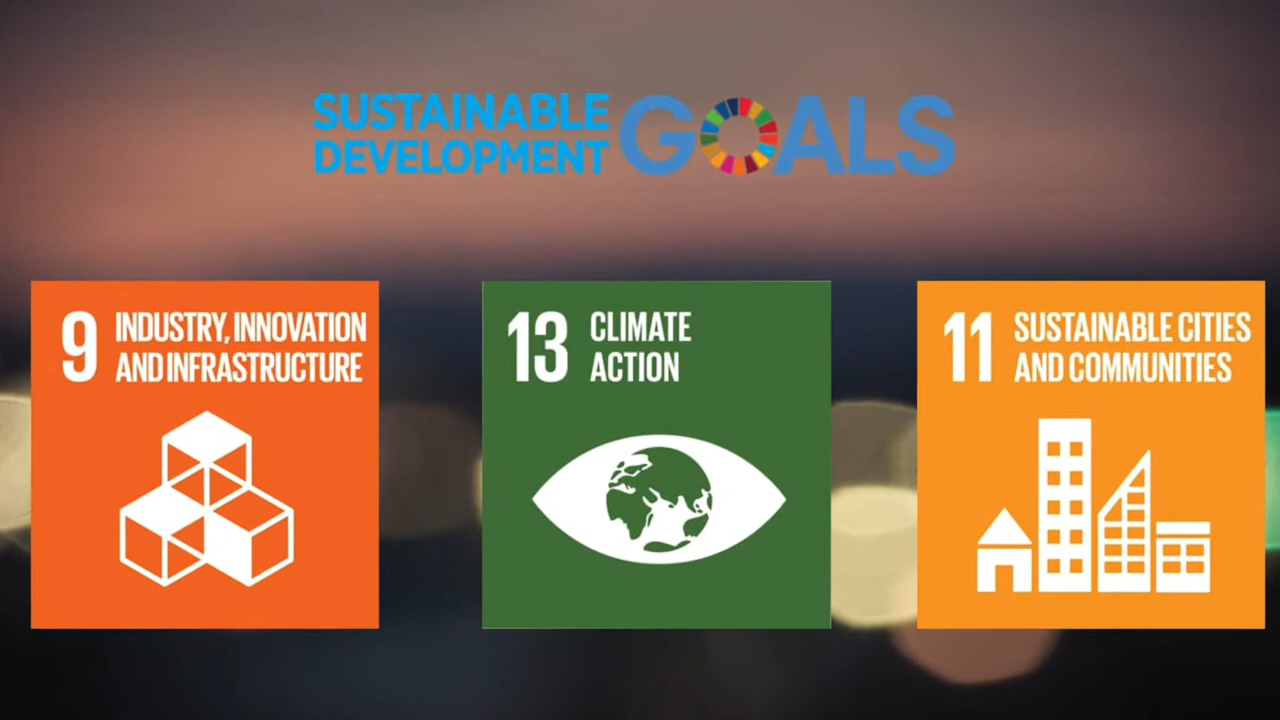 SUSTAINABLE
DEVELOPMENT
GOALS
9 INDUSTRY, INNOVATION
AND INFRASTRUCTURE
13 CLIMATE
ACTION
11 SUSTAINABLE CITIES
AND COMMUNITIES